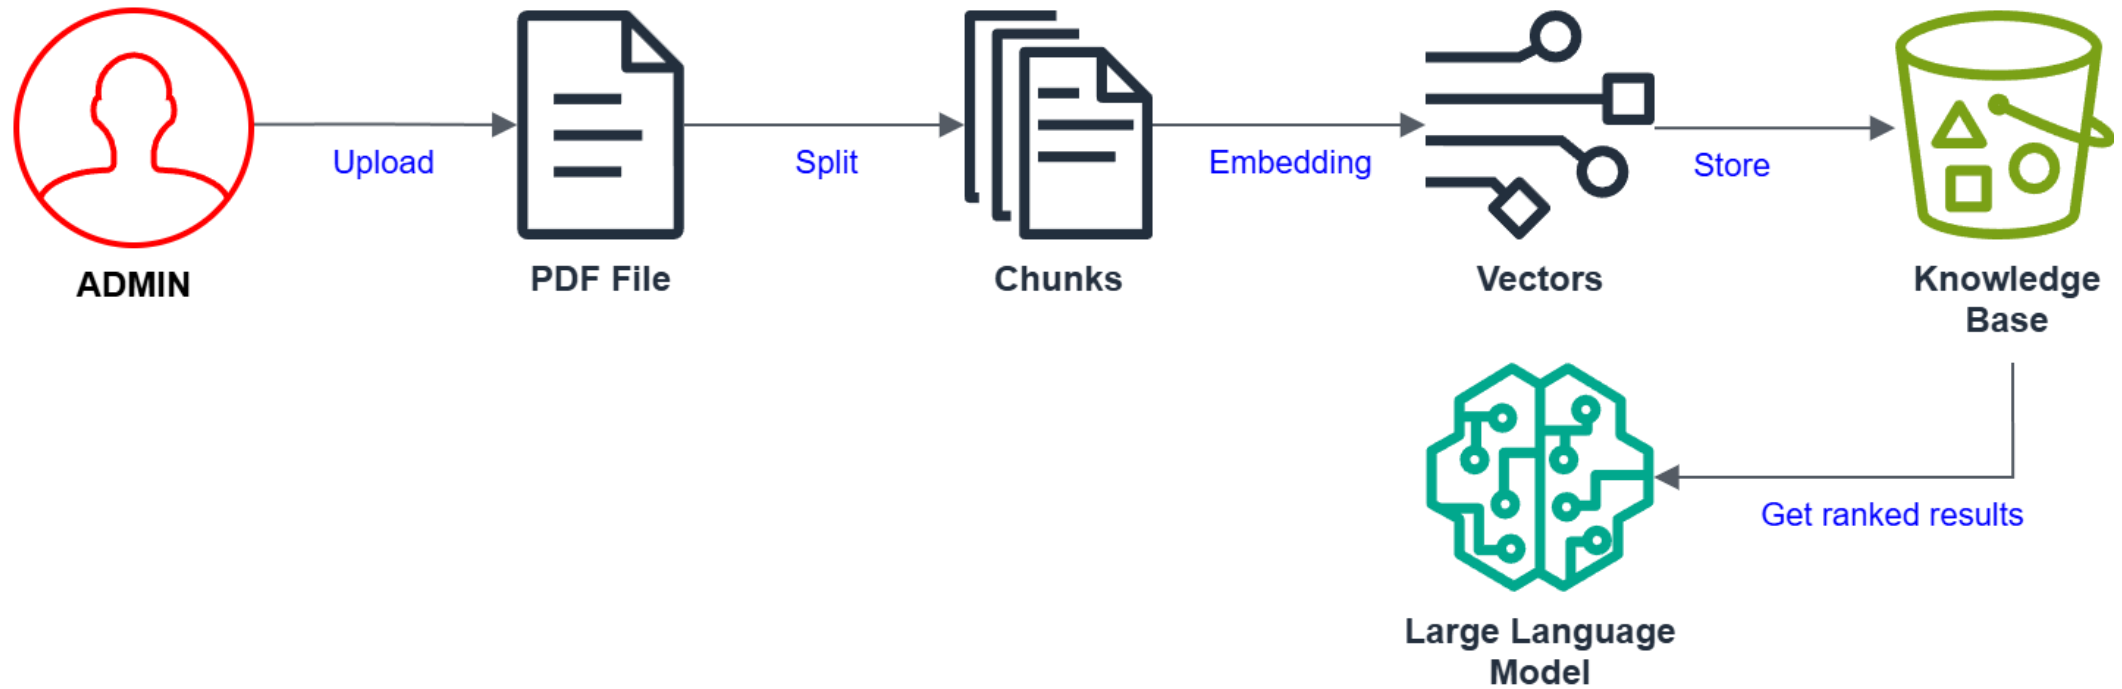 Upload
Split
Embedding
Store
ADMIN
PDF File
Chunks
Vectors
Knowledge
Base
Get ranked results
Large Language
Model